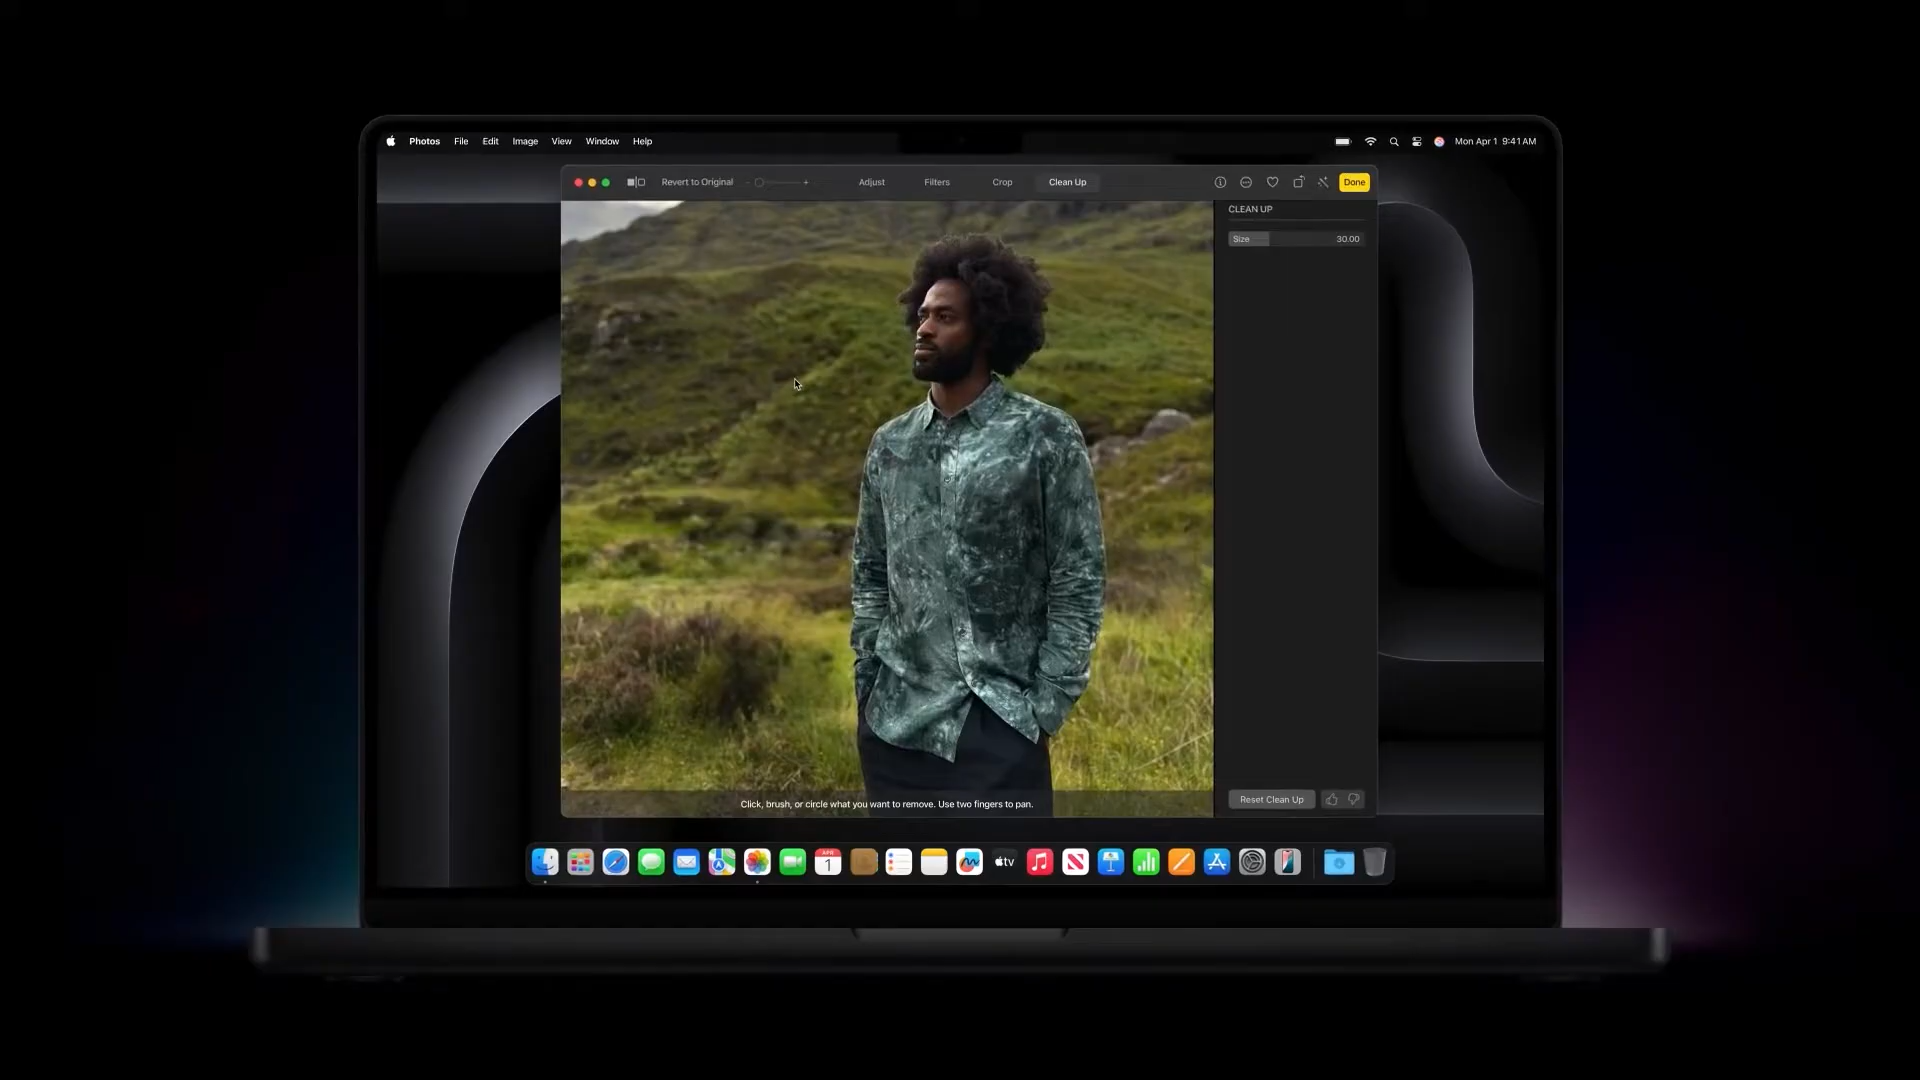 Photos File Edit Image View Window Help
Mon Apr 1 9:41 AM
Revert to Original - + Adjust Filters Crop Clean Up Done
CLEAN UP
Size 30.00
Click, brush, or circle what you want to remove. Use two fingers to pan.
Reset Clean Up
APR
1
tv